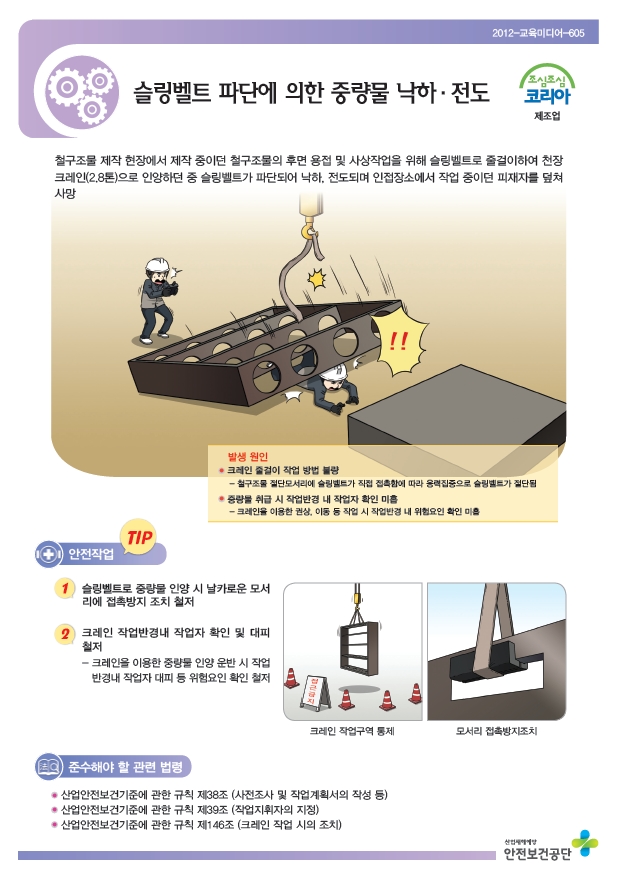 2012-교육미디어-605
슬링벨트 파단에 의한 중량물 낙하·전도
조심조심
코리아
제조업
철구조물 제작 현장에서 제작 중이던 철구조물의 후면 용접 및 사상작업을 위해 슬링벨트로 줄걸이하여 천장
크레인(2.8톤)으로 인양하던 중 슬링벨트가 파단되어 낙하, 전도되며 인접장소에서 작업 중이던 피재자를 덮쳐
사망
!!
발생 원인
크레인 줄걸이 작업 방법 불량
- 철구조물 절단모서리에 슬링벨트가 직접 접촉함에 따라 응력집중으로 슬링벨트가 절단됨
중량물 취급 시 작업반경 내 작업자 확인 미흡
- 크레인을 이용한 권상, 이동 등 작업 시 작업반경 내 위험요인 확인 미흡
안전작업 TIP
1 슬링벨트로 중량물 인양 시 날카로운 모서
리에 접촉방지 조치 철저
2 크레인 작업반경내 작업자 확인 및 대피
철저
- 크레인을 이용한 중량물 인양 운반 시 작업
반경내 작업자 대피 등 위험요인 확인 철저
접근금지
크레인 작업구역 통제
모서리 접촉방지조치
준수해야 할 관련 법령
산업안전보건기준에 관한 규칙 제38조 (사전조사 및 작업계획서의 작성 등)
산업안전보건기준에 관한 규칙 제39조 (작업지휘자의 지정)
산업안전보건기준에 관한 규칙 제146조 (크레인 작업 시의 조치)
산업재해예방
안전보건공단